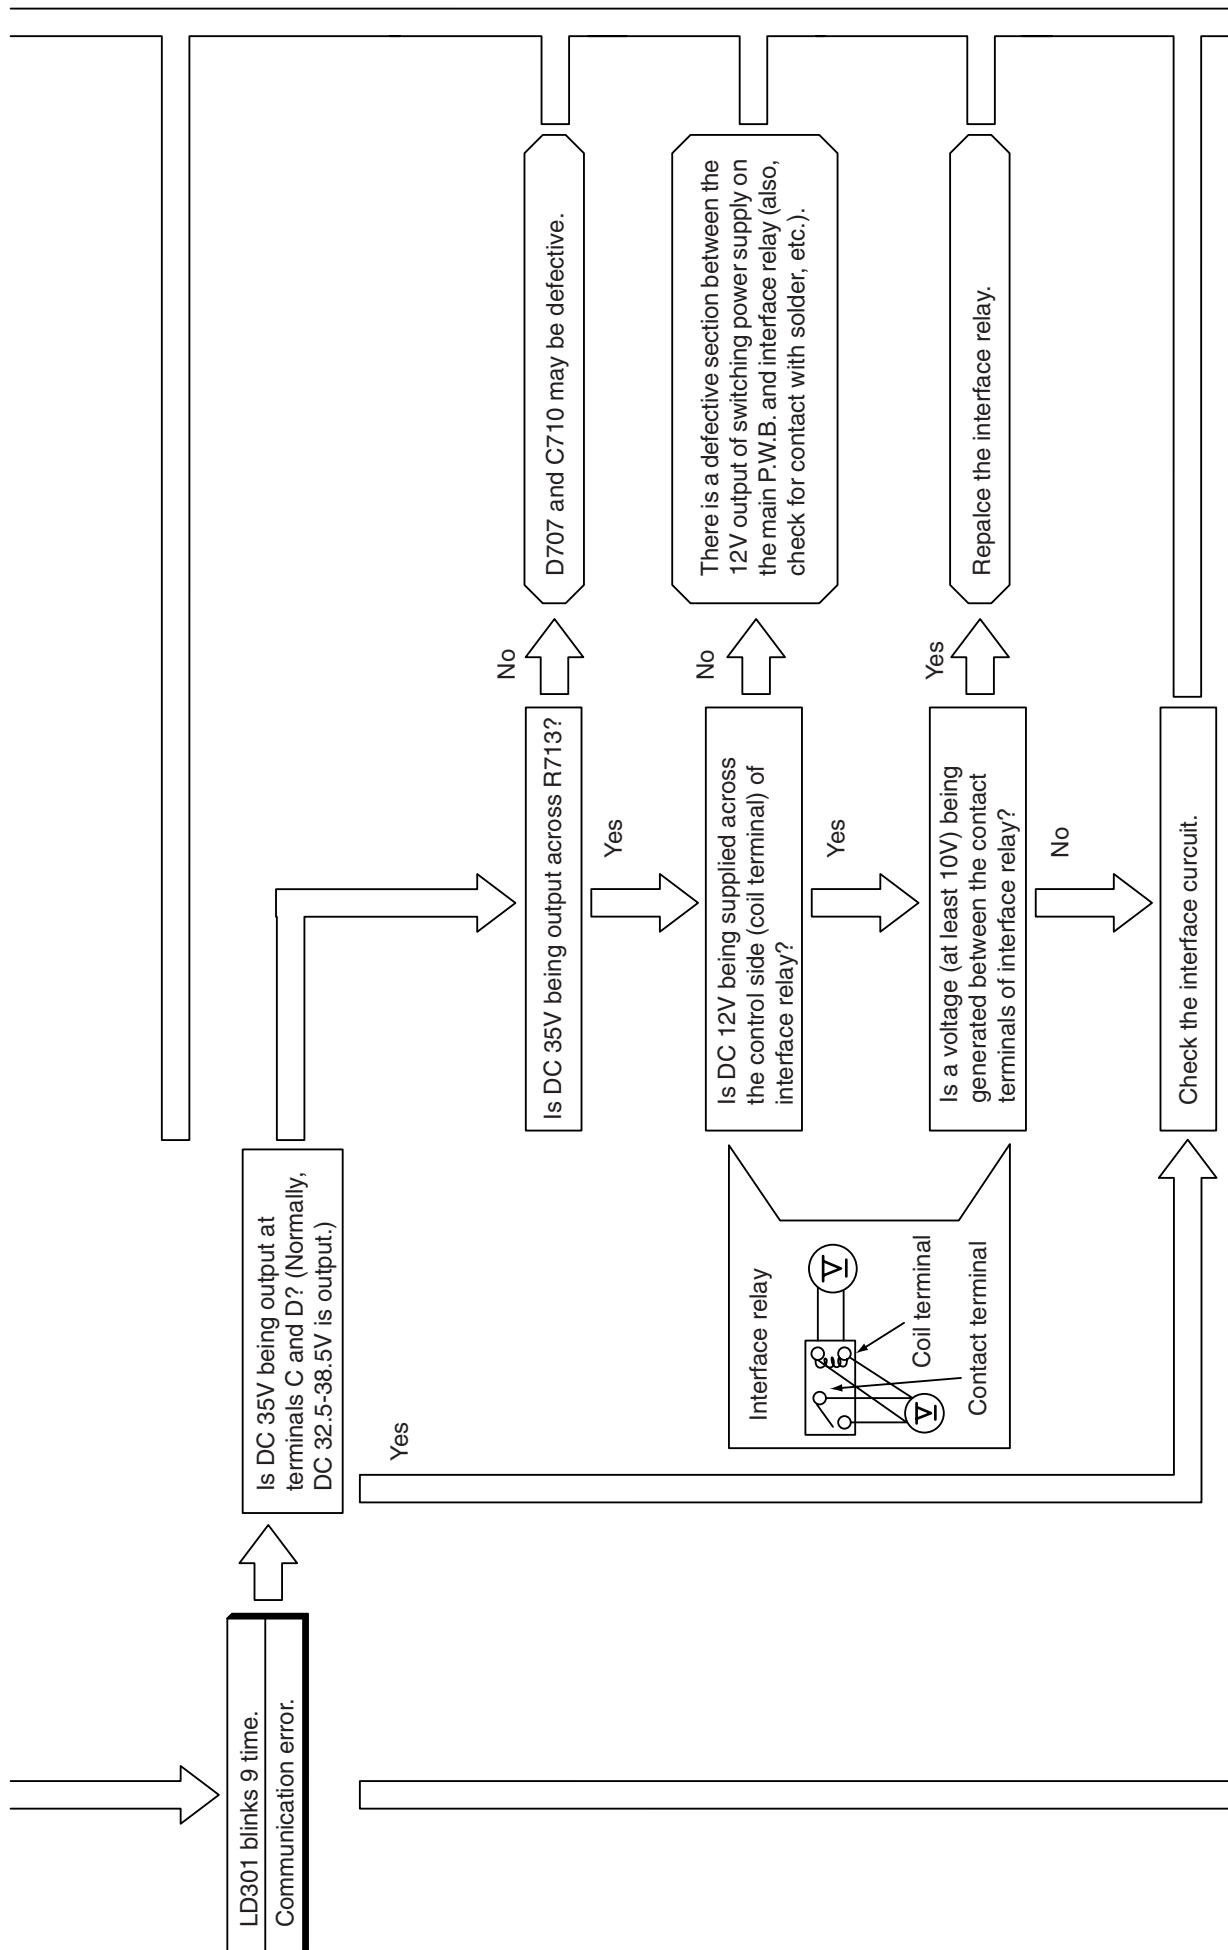 LD301 blinks 9 time.
Communication error.
Is DC 35V being output at
terminals C and D? (Normally,
DC 32.5-38.5V is output.)
Yes
Is DC 35V being output across R713?
No
D707 and C710 may be defective.
Yes
Is DC 12V being supplied across
the control side (coil terminal) of
interface relay?
No
There is a defective section between the
12V output of switching power supply on
the main P.W.B. and interface relay (also,
check for contact with solder, etc.).
Yes
Is a voltage (at least 10V) being
generated between the contact
terminals of interface relay?
Yes
Repalce the interface relay.
No
Check the interface curcuit.
Interface relay
V
V
Coil terminal
Contact terminal